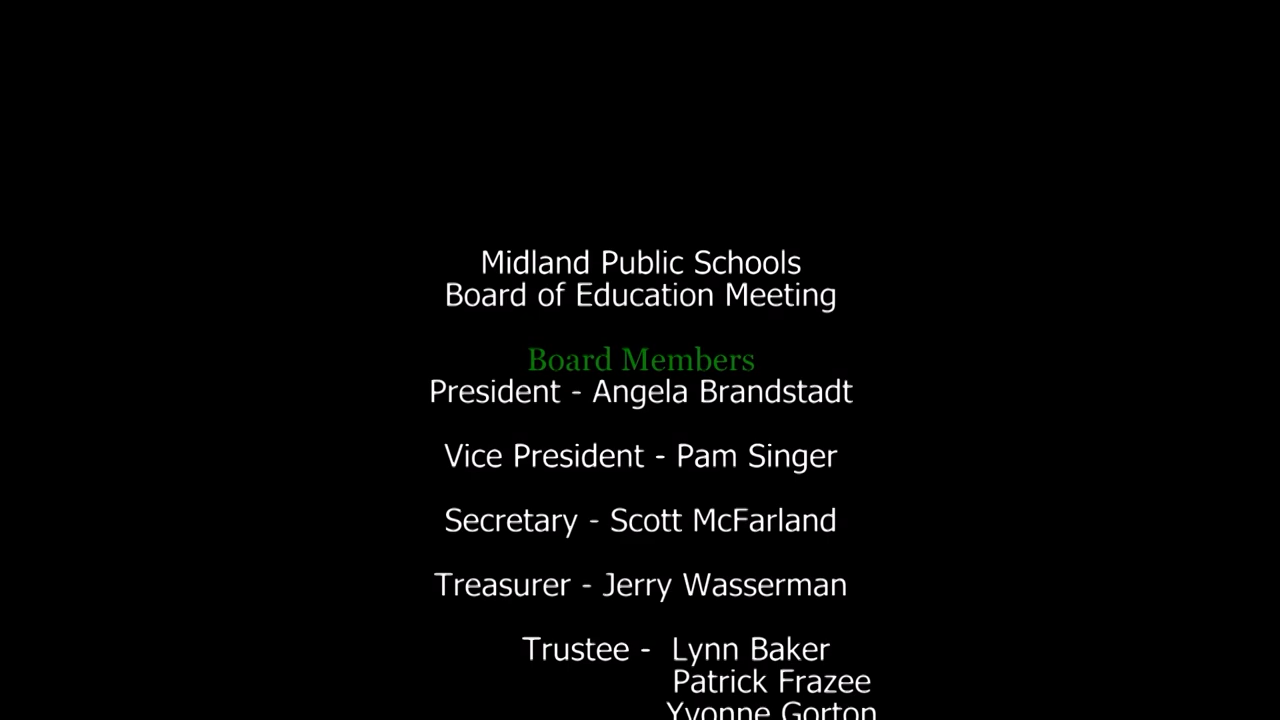 Midland Public Schools
Board of Education Meeting
Board Members
President - Angela Brandstadt
Vice President - Pam Singer
Secretary - Scott McFarland
Treasurer - Jerry Wasserman
Trustee - Lynn Baker
Patrick Frazee
Yvonne Gorton